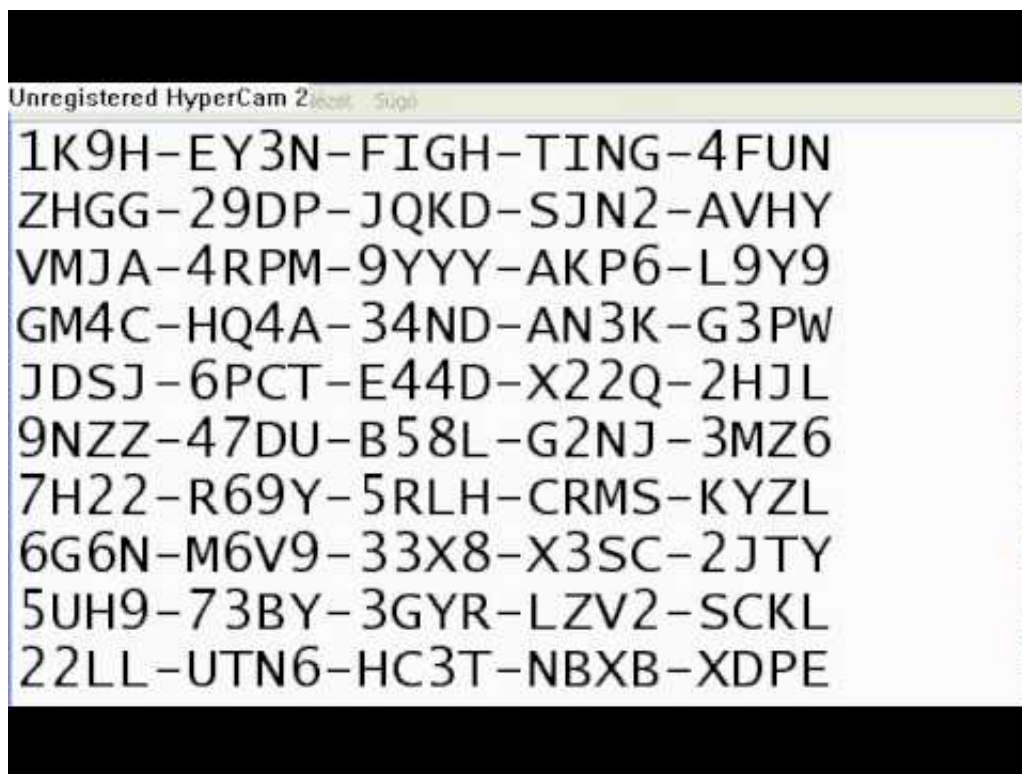 Unregistered HyperCam 2
Súgó
1K9H-EY3N-FIGH-TING-4FUN
ZHGG-29DP-JQKD-SJN2-AVHY
VMJA-4RPM-9YYY-AKP6-L9Y9
GM4C-HQ4A-34ND-AN3K-G3PW
JDSJ-6PCT-E44D-X22Q-2HJL
9NZZ-47DU-B58L-G2NJ-3MZ6
7H22-R69Y-5RLH-CRMS-KYZL
6G6N-M6V9-33X8-X3SC-2JTY
5UH9-73BY-3GYR-LZV2-SCKL
22LL-UTN6-HC3T-NBXB-XDPE